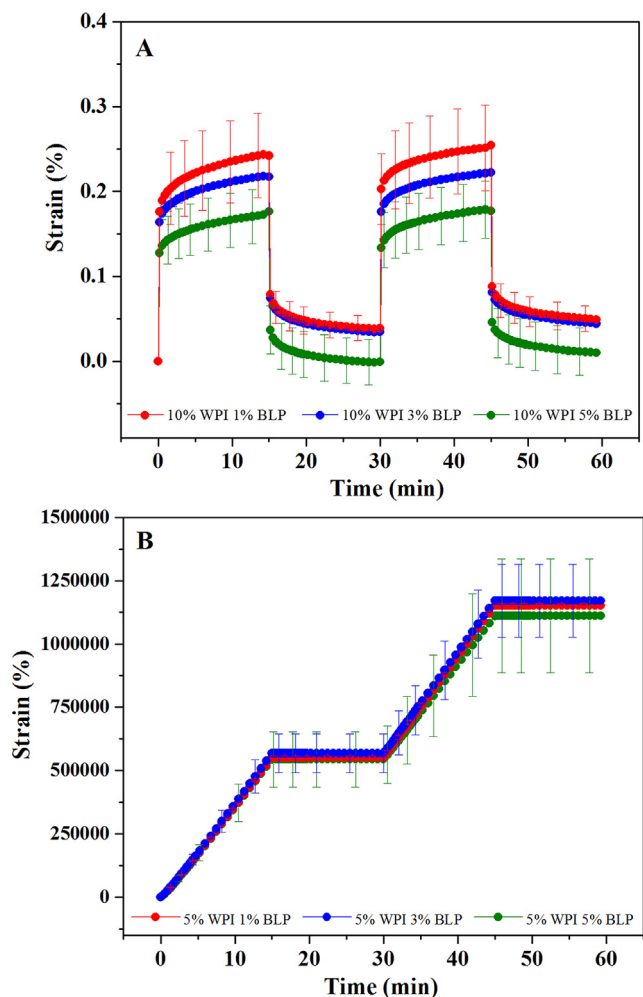 A
0.4
0.3
0.2
0.1
0.0
Strain (%)
10% WPI 1% BLP 10% WPI 3% BLP 10% WPI 5% BLP
0 10 20 30 40 50 60
Time (min)
B
1500000
1250000
1000000
750000
500000
250000
0
Strain (%)
5% WPI 1% BLP 5% WPI 3% BLP 5% WPI 5% BLP
0 10 20 30 40 50 60
Time (min)